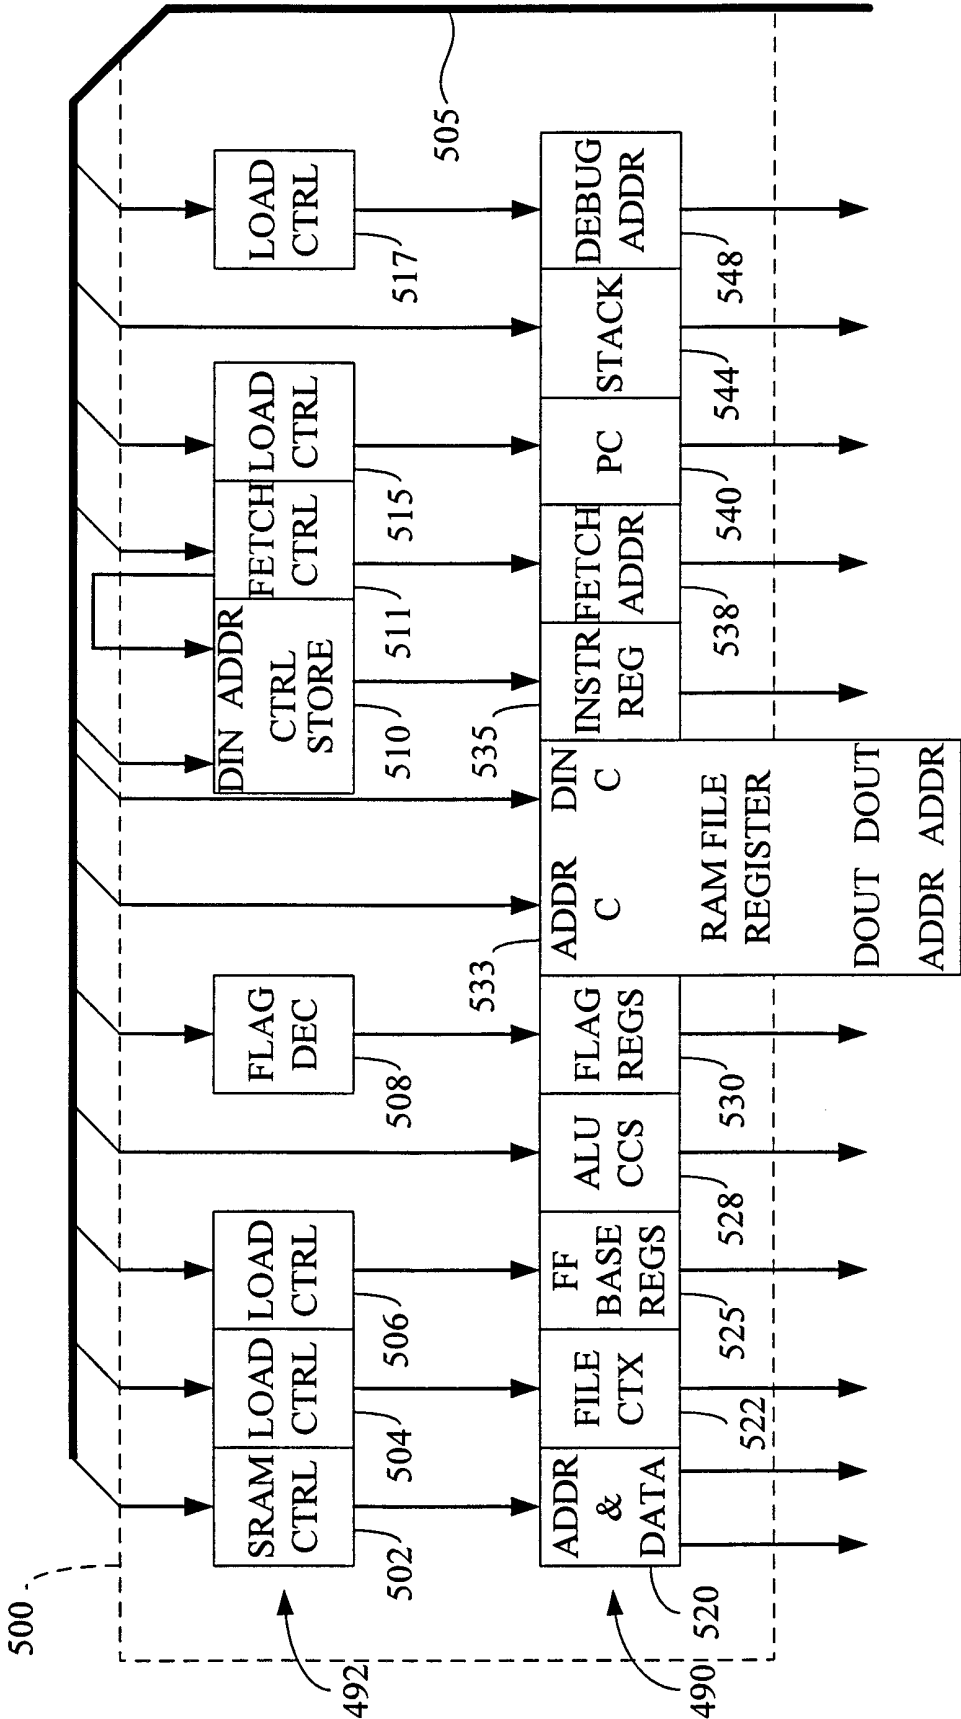 500
505
SRAM
CTRL
502
LOAD
CTRL
504
LOAD
CTRL
506
FLAG
DEC
508
DIN ADDR
CTRL
STORE
510
FETCH
CTRL
511
LOAD
CTRL
515
LOAD
CTRL
517
492
ADDR
&
DATA
520
FILE
CTX
522
FF
BASE
REGS
525
ALU
CCS
528
FLAG
REGS
530
533
ADDR DIN
C C
RAM FILE
REGISTER
DOUT DOUT
ADDR ADDR
535
INSTR
REG
FETCH
ADDR
538
PC
540
STACK
544
DEBUG
ADDR
548
490